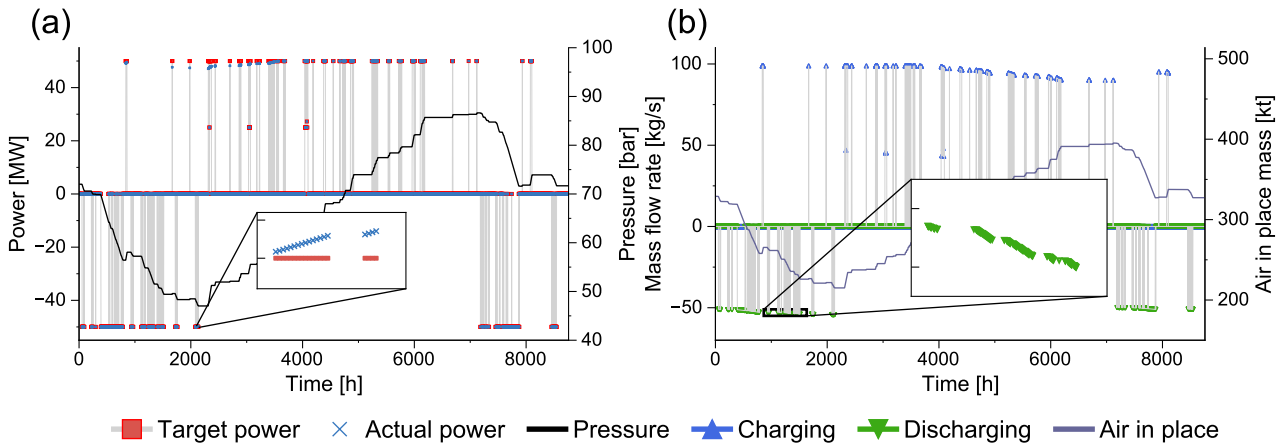 (a)
(b)
Power [MW]
40
20
0
−20
−40
100
90
80
70
60
50
40
Pressure [bar]
0
2000
4000
6000
8000
Time [h]
Mass flow rate [kg/s]
100
50
0
−50
500
400
300
200
Air in place mass [kt]
0
2000
4000
6000
8000
Time [h]
Target power
Actual power
Pressure
Charging
Discharging
Air in place